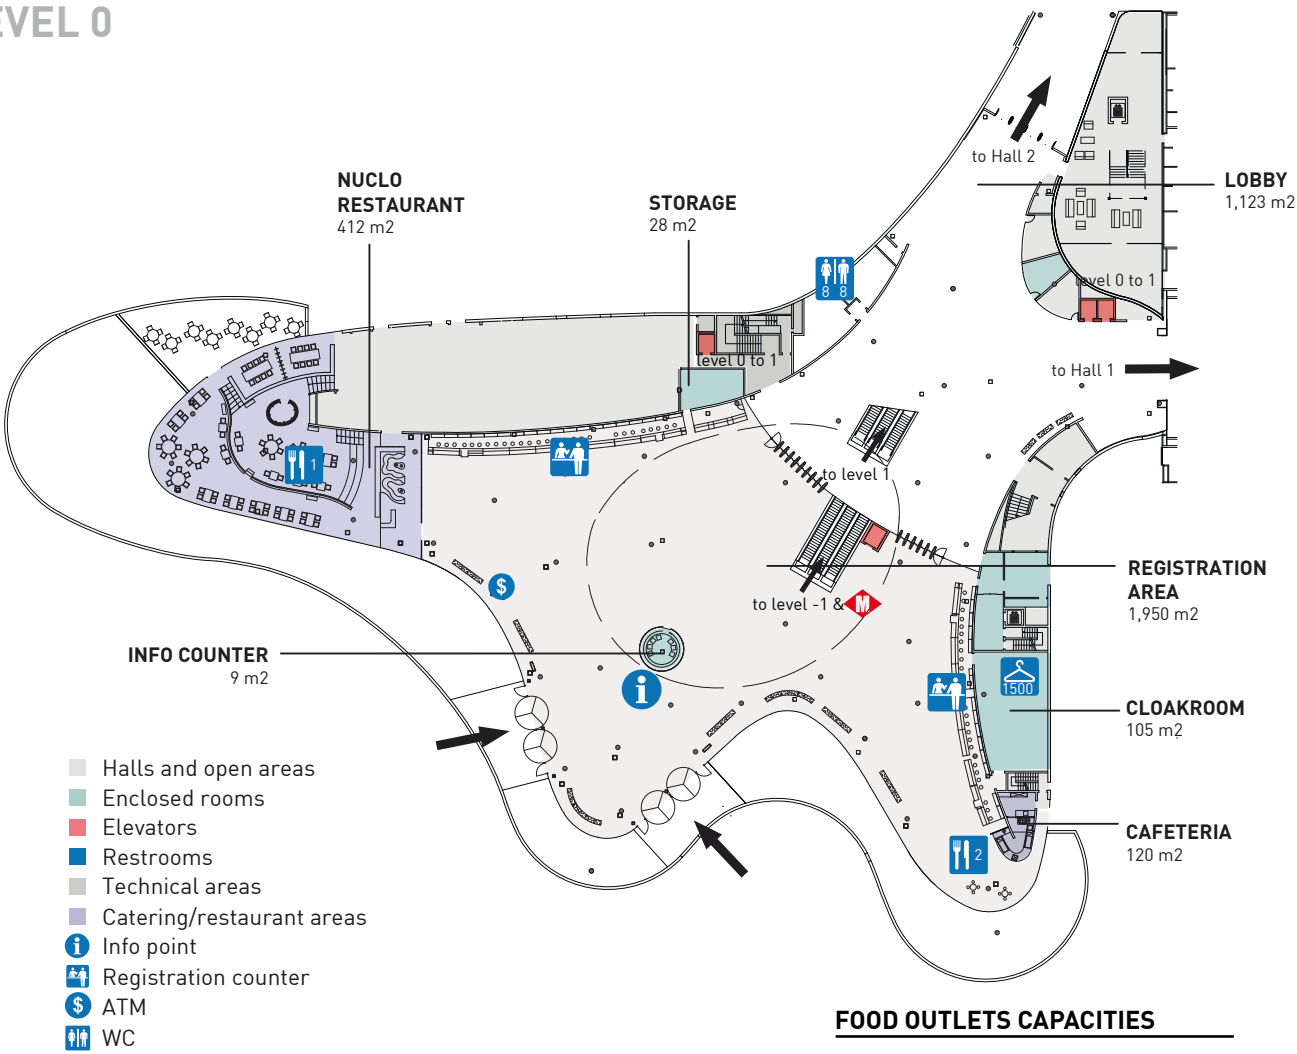 EVEL 0
to Hall 2
NUCLO
RESTAURANT
412 m2
STORAGE
28 m2
LOBBY
1,123 m2
8 8
level 0 to 1
level 0 to 1
to Hall 1
1
to level 1
$
REGISTRATION
AREA
1,950 m2
to level -1 & M
INFO COUNTER
9 m2
i
1500
CLOAKROOM
105 m2
CAFETERIA
120 m2
2
Halls and open areas
Enclosed rooms
Elevators
Restrooms
Technical areas
Catering/restaurant areas
i Info point
Registration counter
$ ATM
WC
FOOD OUTLETS CAPACITIES